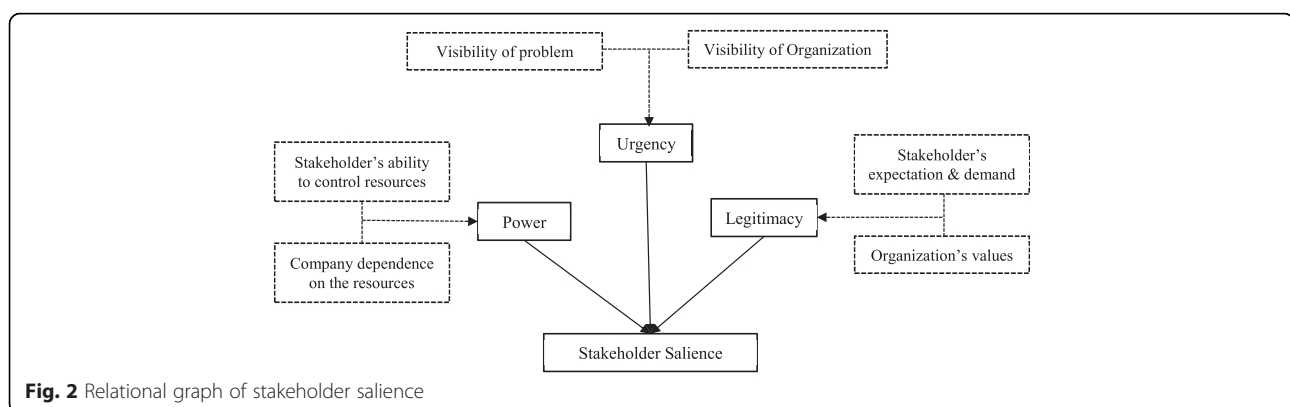 Visibility of problem
Visibility of Organization
Urgency
Stakeholder’s ability
to control resources
Stakeholder’s
expectation & demand
Power
Legitimacy
Company dependence
on the resources
Organization’s values
Stakeholder Salience
Fig. 2 Relational graph of stakeholder salience